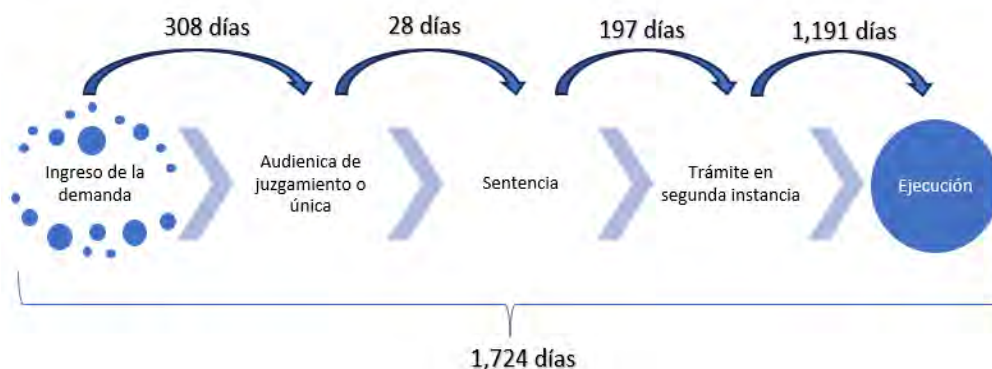 308 días
28 días
197 días
1,191 días
Ingreso de la
demanda
Audienica de
juzgamiento o
única
Sentencia
Trámite en
segunda instancia
Ejecución
1,724 días